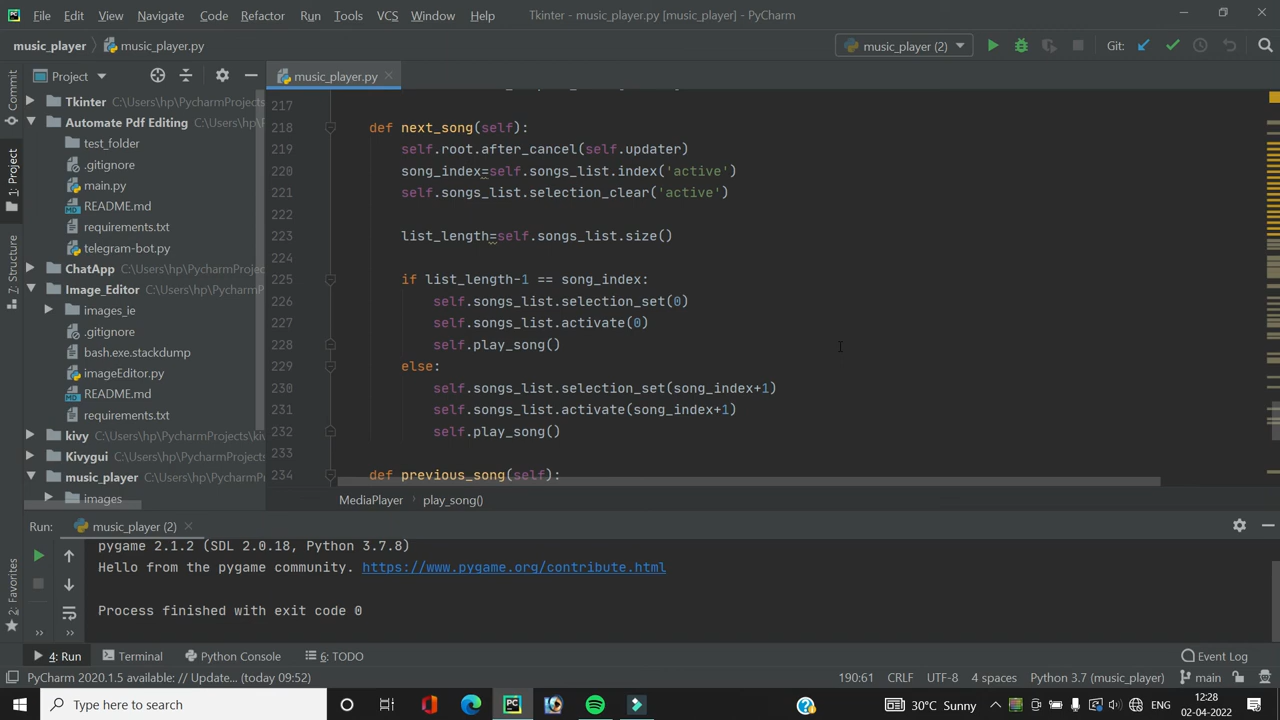 File Edit View Navigate Code Refactor Run Tools VCS Window Help Tkinter - music_player.py [music_player] - PyCharm
music_player music_player.py music_player (2) Git:
Project music_player.py
Commit
1: Project
7: Structure
2: Favorites
Tkinter C:\Users\hp\PycharmProjects
Automate Pdf Editing C:\Users\hp
test_folder
.gitignore
main.py
README.md
requirements.txt
telegram-bot.py
ChatApp C:\Users\hp\PycharmProject
Image_Editor C:\Users\hp\PycharmP
images_ie
.gitignore
bash.exe.stackdump
imageEditor.py
README.md
requirements.txt
kivy C:\Users\hp\PycharmProjects\kiv
Kivygui C:\Users\hp\PycharmProjects
music_player C:\Users\hp\PycharmP
images
217
218 def next_song(self):
219 self.root.after_cancel(self.updater)
220 song_index=self.songs_list.index('active')
221 self.songs_list.selection_clear('active')
222
223 list_length=self.songs_list.size()
224
225 if list_length-1 == song_index:
226 self.songs_list.selection_set(0)
227 self.songs_list.activate(0)
228 self.play_song()
229 else:
230 self.songs_list.selection_set(song_index+1)
231 self.songs_list.activate(song_index+1)
232 self.play_song()
233
234 def previous_song(self):
MediaPlayer › play_song()
Run: music_player (2)
pygame 2.1.2 (SDL 2.0.18, Python 3.7.8)
Hello from the pygame community. https://www.pygame.org/contribute.html
Process finished with exit code 0
4: Run Terminal Python Console 6: TODO Event Log
PyCharm 2020.1.5 available: // Update... (today 09:52) 190:61 CRLF UTF-8 4 spaces Python 3.7 (music_player) main
Type here to search 30°C Sunny ENG 12:28
02-04-2022